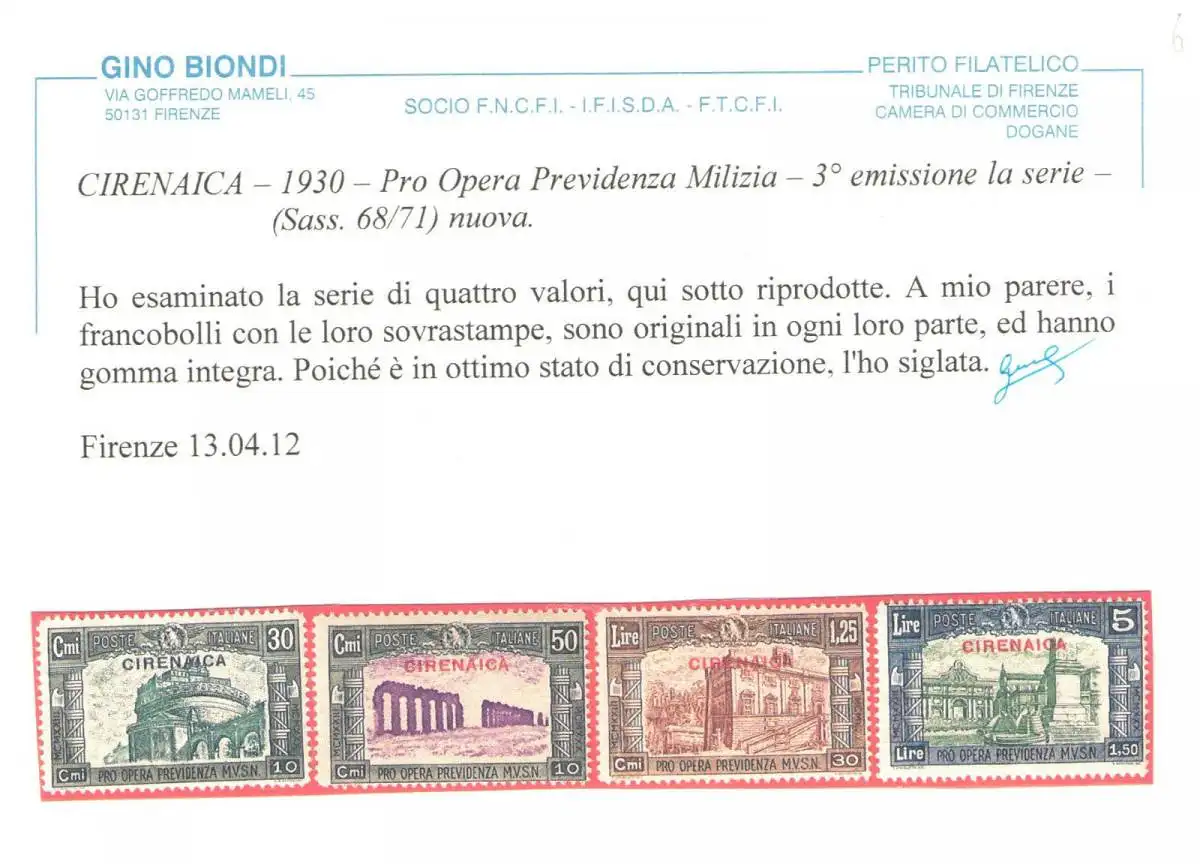 6
GINO BIONDI
VIA GOFFREDO MAMELI, 45
50131 FIRENZE
SOCIO F.N.C.F.I. - I.F.I.S.D.A. - F.T.C.F.I.
PERITO FILATELICO
TRIBUNALE DI FIRENZE
CAMERA DI COMMERCIO
DOGANE
CIRENAICA – 1930 – Pro Opera Previdenza Milizia – 3° emissione la serie –
(Sass. 68/71) nuova.
Ho esaminato la serie di quattro valori, qui sotto riprodotte. A mio parere, i
francobolli con le loro sovrastampe, sono originali in ogni loro parte, ed hanno
gomma integra. Poiché è in ottimo stato di conservazione, l'ho siglata.
Firenze 13.04.12
Cmi POSTE ITALIANE 30
CIRENAICA
Cmi PRO OPERA PREVIDENZA M.V.S.N. 10
Cmi POSTE ITALIANE 50
CIRENAICA
Cmi PRO OPERA PREVIDENZA M.V.S.N. 10
Lire POSTE ITALIANE 1,25
CIRENAICA
Cmi PRO OPERA PREVIDENZA M.V.S.N. 30
Lire POSTE ITALIANE 5
CIRENAICA
Lire PRO OPERA PREVIDENZA M.V.S.N. 1,50